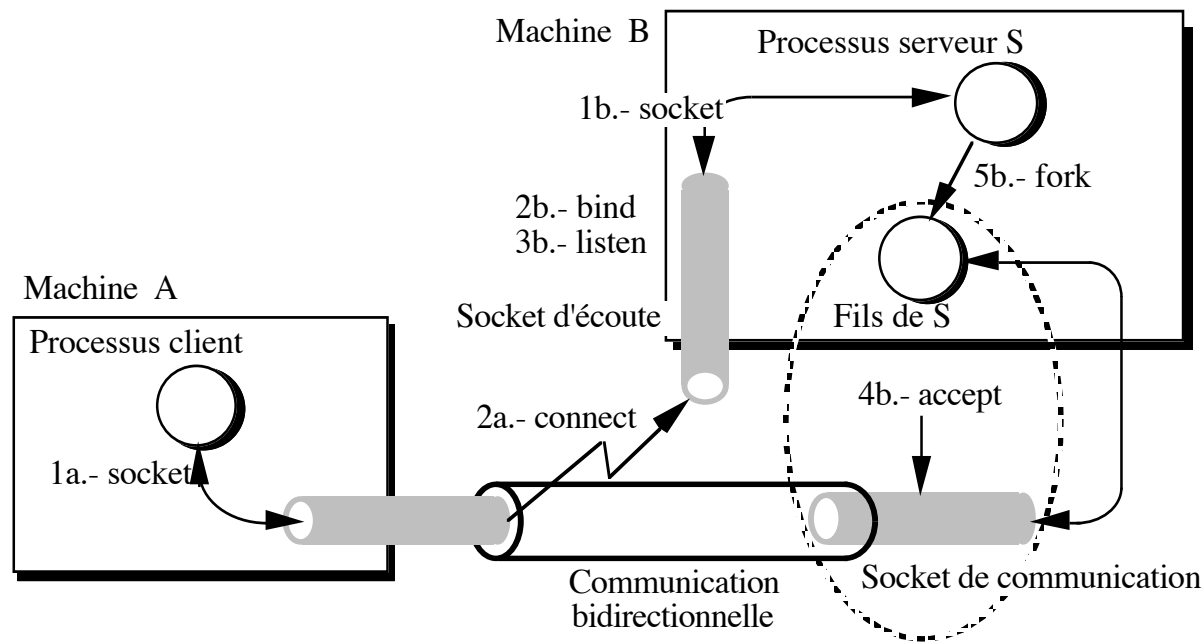 Machine B
Processus serveur S
1b.- socket
5b.- fork
2b.- bind
3b.- listen
Machine A
Socket d'écoute
Fils de S
Processus client
4b.- accept
2a.- connect
1a.- socket
Communication
bidirectionnelle
Socket de communication